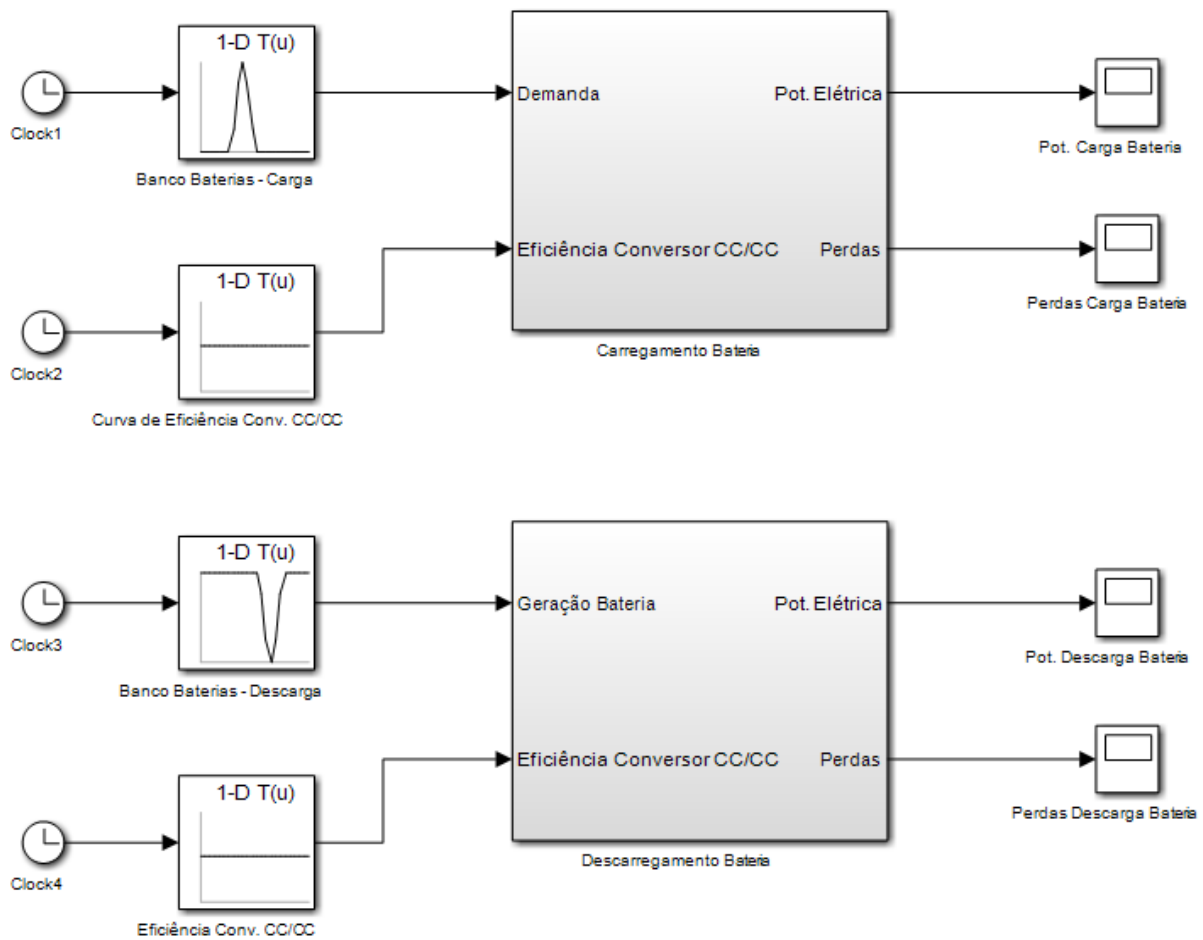 1-D T(u)
Clock1
Banco Baterias - Carga
Demanda
Pot. Elétrica
Pot. Carga Bateria
Eficiência Conversor CC/CC
Perdas
Perdas Carga Bateria
Carregamento Bateria
1-D T(u)
Clock2
Curva de Eficiência Conv. CC/CC
1-D T(u)
Clock3
Banco Baterias - Descarga
Geração Bateria
Pot. Elétrica
Pot. Descarga Bateria
Eficiência Conversor CC/CC
Perdas
Perdas Descarga Bateria
Descarregamento Bateria
1-D T(u)
Clock4
Eficiência Conv. CC/CC